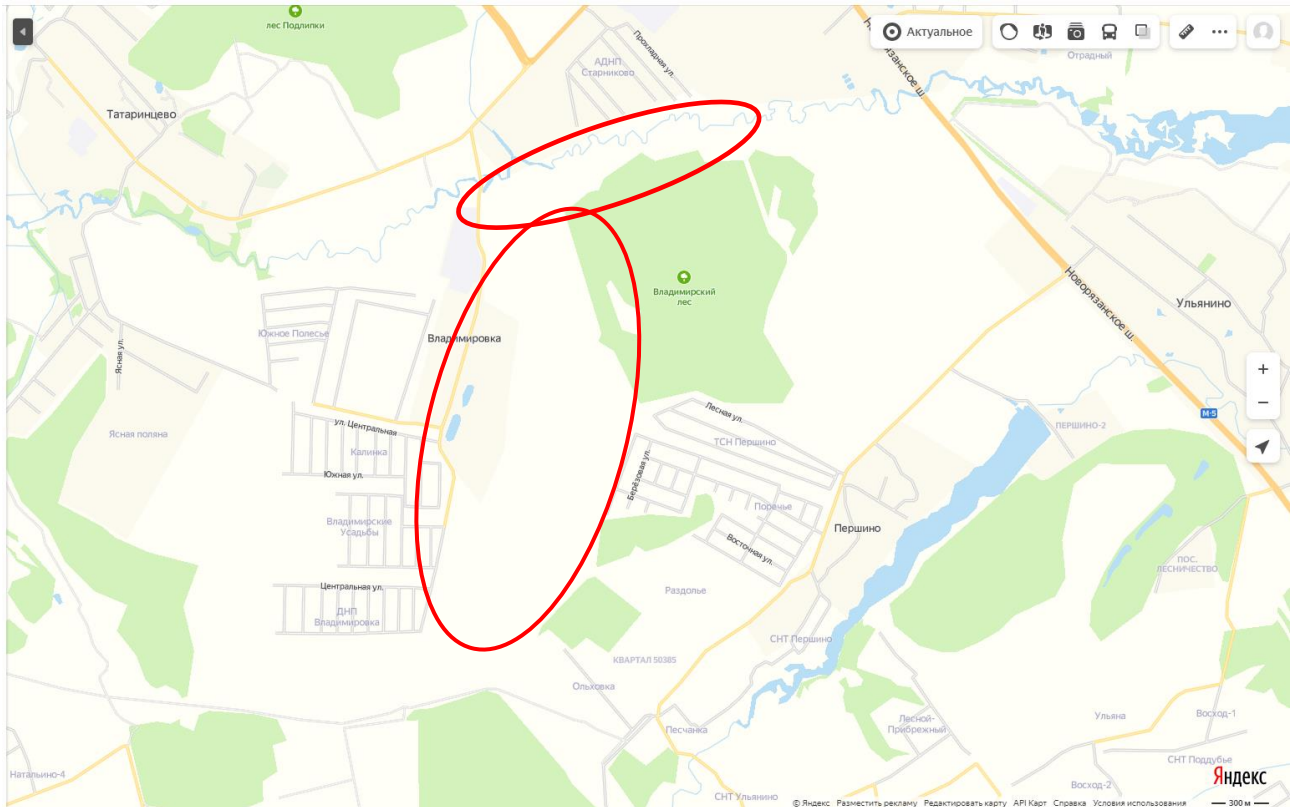 лес Подлипки
Актуальное
Новорязанское ш.
Отрадный
Прохладная ул.
АДНП
Старниково
Татаринцево
Владимирский
лес
Новорязанское ш.
Ульянино
Южное Полесье
Владимировка
Ясная ул.
+
−
М-5
Лесная ул.
ул. Центральная
ПЕРШИНО-2
Ясная поляна
Калинка
ТСН Першино
Южная ул.
Берёзовая ул.
Поречье
Владимирские
Усадьбы
Першино
Восточная ул.
ПОС.
ЛЕСНИЧЕСТВО
Центральная ул.
Раздолье
ДНП
Владимировка
СНТ Першино
КВАРТАЛ 50385
Ольховка
Песчанка
Лесной-
Прибрежный
Ульяна
Восход-1
СНТ Поддубье
Натальино-4
Яндекс
Восход-2
СНТ Ульянино
© Яндекс Разместить рекламу Редактировать карту API Карт Справка Условия использования
300 м